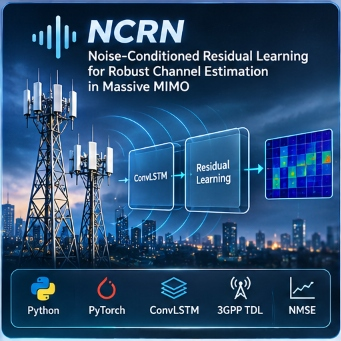 NCRN
Noise-Conditioned Residual Learning
for Robust Channel Estimation
in Massive MIMO
ConvLSTM
Residual
Learning
Python
PyTorch
ConvLSTM
3GPP TDL
NMSE